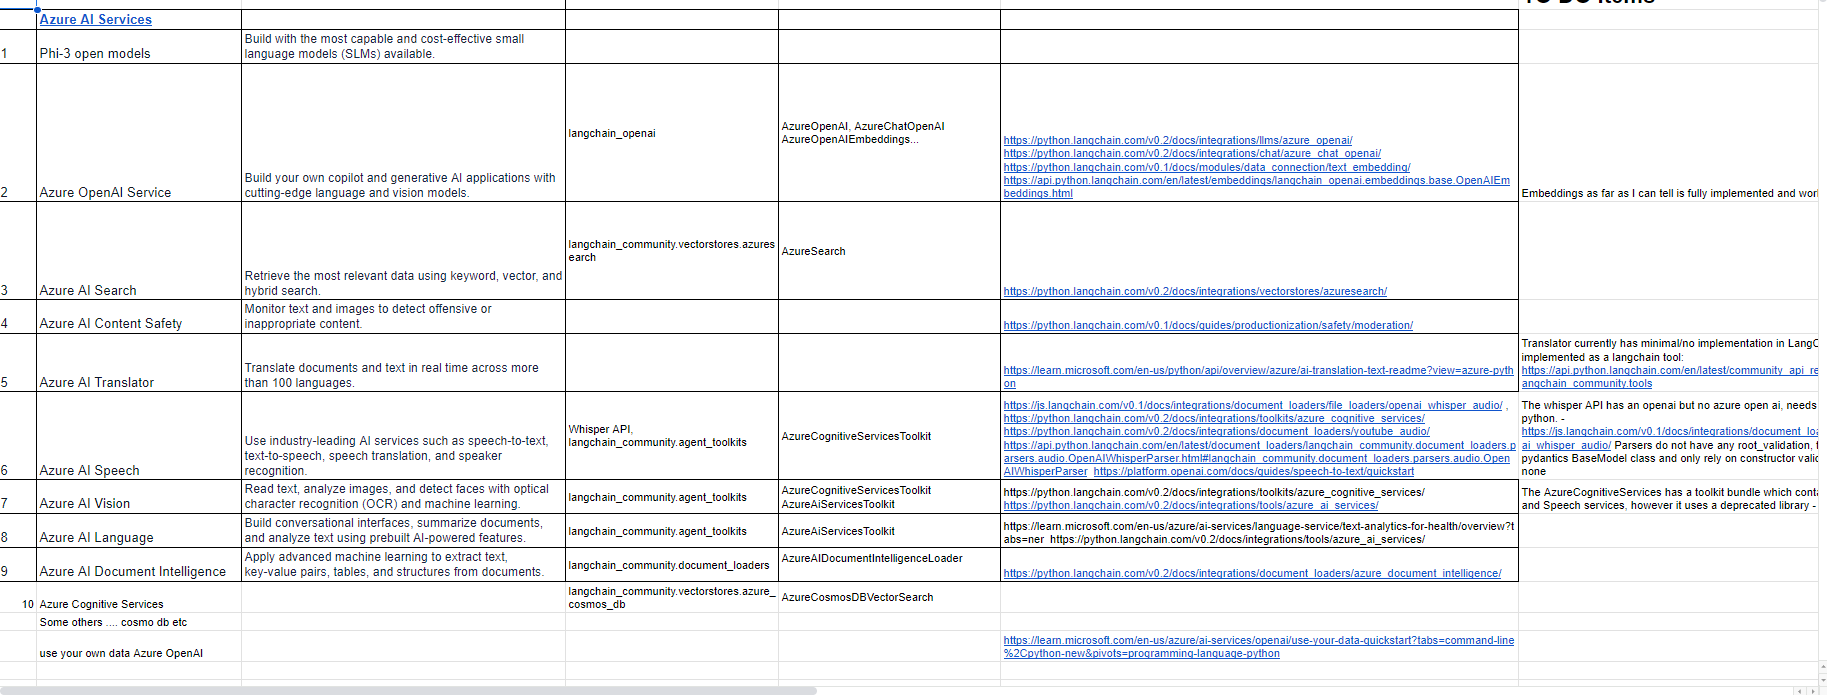 TO DO Items
Azure AI Services
1
Phi-3 open models
Build with the most capable and cost-effective small
language models (SLMs) available.
2
Azure OpenAI Service
Build your own copilot and generative AI applications with
cutting-edge language and vision models.
langchain_openai
AzureOpenAI, AzureChatOpenAI
AzureOpenAIEmbeddings...
https://python.langchain.com/v0.2/docs/integrations/llms/azure_openai/
https://python.langchain.com/v0.2/docs/integrations/chat/azure_chat_openai/
https://python.langchain.com/v0.1/docs/modules/data_connection/text_embedding/
https://api.python.langchain.com/en/latest/embeddings/langchain_openai.embeddings.base.OpenAIEm
beddings.html
Embeddings as far as I can tell is fully implemented and wor
3
Azure AI Search
Retrieve the most relevant data using keyword, vector, and
hybrid search.
langchain_community.vectorstores.azures
earch
AzureSearch
https://python.langchain.com/v0.2/docs/integrations/vectorstores/azuresearch/
4
Azure AI Content Safety
Monitor text and images to detect offensive or
inappropriate content.
https://python.langchain.com/v0.1/docs/guides/productionization/safety/moderation/
5
Azure AI Translator
Translate documents and text in real time across more
than 100 languages.
https://learn.microsoft.com/en-us/python/api/overview/azure/ai-translation-text-readme?view=azure-pyth
on
Translator currently has minimal/no implementation in LangC
implemented as a langchain tool:
https://api.python.langchain.com/en/latest/community_api_re
angchain_community.tools
6
Azure AI Speech
Use industry-leading AI services such as speech-to-text,
text-to-speech, speech translation, and speaker
recognition.
Whisper API,
langchain_community.agent_toolkits
AzureCognitiveServicesToolkit
https://js.langchain.com/v0.1/docs/integrations/document_loaders/file_loaders/openai_whisper_audio/ ,
https://python.langchain.com/v0.2/docs/integrations/toolkits/azure_cognitive_services/
https://python.langchain.com/v0.2/docs/integrations/document_loaders/youtube_audio/
https://api.python.langchain.com/en/latest/document_loaders/langchain_community.document_loaders.p
arsers.audio.OpenAIWhisperParser.html#langchain_community.document_loaders.parsers.audio.Open
AIWhisperParser https://platform.openai.com/docs/guides/speech-to-text/quickstart
The whisper API has an openai but no azure open ai, needs
python. -
https://js.langchain.com/v0.1/docs/integrations/document_loa
ai_whisper_audio/ Parsers do not have any root_validation, t
pydantics BaseModel class and only rely on constructor valic
none
7
Azure AI Vision
Read text, analyze images, and detect faces with optical
character recognition (OCR) and machine learning.
langchain_community.agent_toolkits
AzureCognitiveServicesToolkit
AzureAiServicesToolkit
https://python.langchain.com/v0.2/docs/integrations/toolkits/azure_cognitive_services/
https://python.langchain.com/v0.2/docs/integrations/tools/azure_ai_services/
The AzureCognitiveServices has a toolkit bundle which conta
and Speech services, however it uses a deprecated library -
8
Azure AI Language
Build conversational interfaces, summarize documents,
and analyze text using prebuilt AI-powered features.
langchain_community.agent_toolkits
AzureAiServicesToolkit
https://learn.microsoft.com/en-us/azure/ai-services/language-service/text-analytics-for-health/overview?t
abs=ner https://python.langchain.com/v0.2/docs/integrations/tools/azure_ai_services/
9
Azure AI Document Intelligence
Apply advanced machine learning to extract text,
key-value pairs, tables, and structures from documents.
langchain_community.document_loaders
AzureAIDocumentIntelligenceLoader
https://python.langchain.com/v0.2/docs/integrations/document_loaders/azure_document_intelligence/
10
Azure Cognitive Services
langchain_community.vectorstores.azure_
cosmos_db
AzureCosmosDBVectorSearch
Some others .... cosmo db etc
use your own data Azure OpenAI
https://learn.microsoft.com/en-us/azure/ai-services/openai/use-your-data-quickstart?tabs=command-line
%2Cpython-new&pivots=programming-language-python